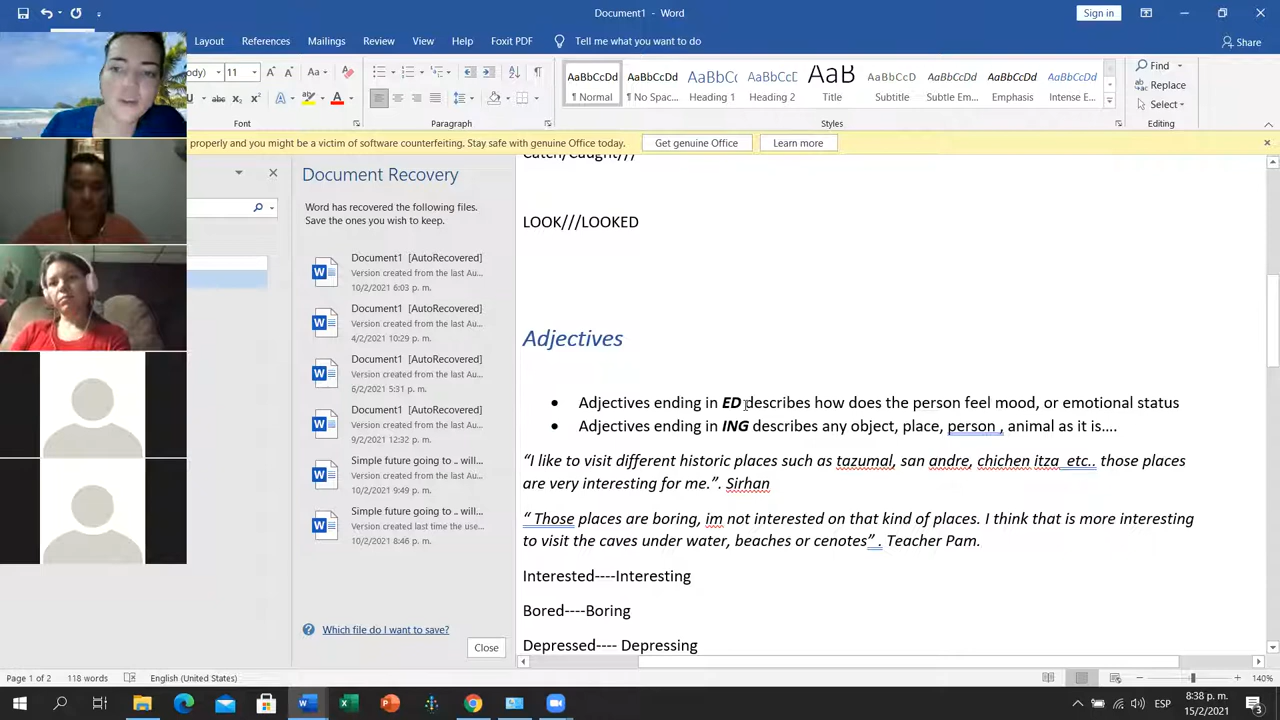 Document1 - Word
Sign in
Layout References Mailings Review View Help Foxit PDF Tell me what you want to do Share
11 Aa AaBbCcDd AaBbCcDd AaBbCc AaBbCcC AaB AaBbCcD AaBbCcDd AaBbCcDd AaBbCcDd Find
¶ Normal ¶ No Spac... Heading 1 Heading 2 Title Subtitle Subtle Em... Emphasis Intense E...
Replace
Select
Font Paragraph Styles Editing
properly and you might be a victim of software counterfeiting. Stay safe with genuine Office today. Get genuine Office Learn more
Document Recovery
Word has recovered the following files.
Save the ones you wish to keep.
Document1 [AutoRecovered]
Version created from the last Au...
10/2/2021 6:03 p. m.
Document1 [AutoRecovered]
Version created from the last Au...
4/2/2021 10:29 p. m.
Document1 [AutoRecovered]
Version created from the last Au...
6/2/2021 5:31 p. m.
Document1 [AutoRecovered]
Version created from the last Au...
9/2/2021 12:32 p. m.
Simple future going to .. will...
Version created from the last Au...
10/2/2021 9:49 p. m.
Simple future going to .. will...
Version created last time the use...
10/2/2021 8:46 p. m.
Which file do I want to save?
Close
Catch/Caught///
LOOK///LOOKED
Adjectives
• Adjectives ending in ED describes how does the person feel mood, or emotional status
• Adjectives ending in ING describes any object, place, person , animal as it is....
“I like to visit different historic places such as tazumal, san andre, chichen itza etc.. those places
are very interesting for me.”. Sirhan
“ Those places are boring, im not interested on that kind of places. I think that is more interesting
to visit the caves under water, beaches or cenotes” . Teacher Pam.
Interested----Interesting
Bored----Boring
Depressed---- Depressing
Page 1 of 2 118 words English (United States) 140%
ESP
8:38 p. m.
15/2/2021
3